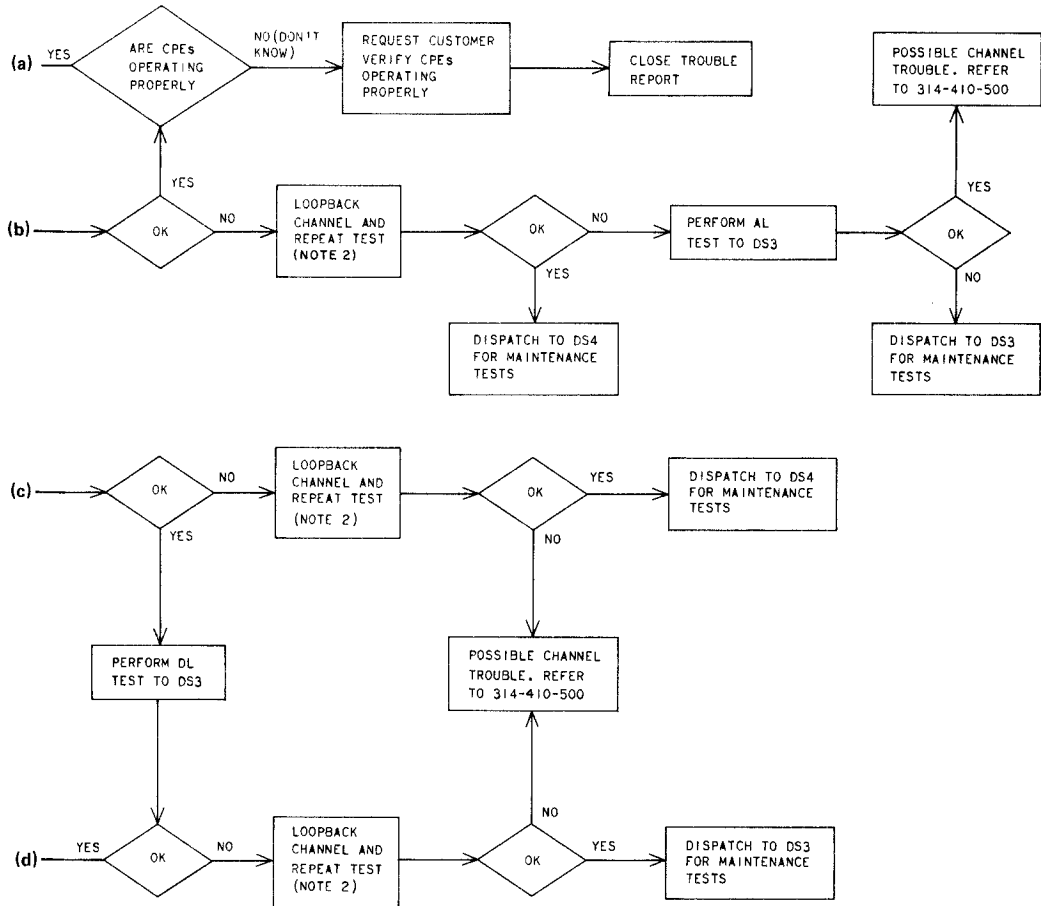 (a)
YES
ARE CPEs
OPERATING
PROPERLY
NO(DON'T
KNOW)
REQUEST CUSTOMER
VERIFY CPEs
OPERATING
PROPERLY
CLOSE TROUBLE
REPORT
POSSIBLE CHANNEL
TROUBLE. REFER
TO 314-410-500
YES
(b)
OK
YES
NO
LOOPBACK
CHANNEL AND
REPEAT TEST
(NOTE 2)
OK
NO
YES
PERFORM AL
TEST TO DS3
OK
NO
DISPATCH TO DS4
FOR MAINTENANCE
TESTS
DISPATCH TO DS3
FOR MAINTENANCE
TESTS
(c)
OK
NO
YES
LOOPBACK
CHANNEL AND
REPEAT TEST
(NOTE 2)
OK
YES
NO
DISPATCH TO DS4
FOR MAINTENANCE
TESTS
PERFORM DL
TEST TO DS3
POSSIBLE CHANNEL
TROUBLE. REFER
TO 314-410-500
(d)
YES
OK
NO
LOOPBACK
CHANNEL AND
REPEAT TEST
(NOTE 2)
NO
OK
YES
DISPATCH TO DS3
FOR MAINTENANCE
TESTS